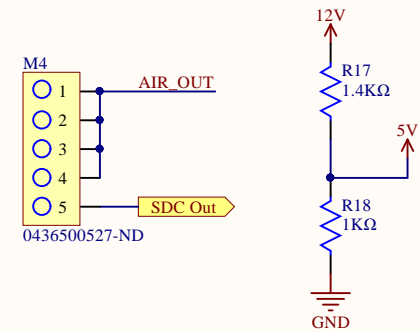 M4
1
AIR_OUT
2
3
4
5
SDC Out
0436500527-ND
12V
R17
1.4KΩ
5V
R18
1KΩ
GND